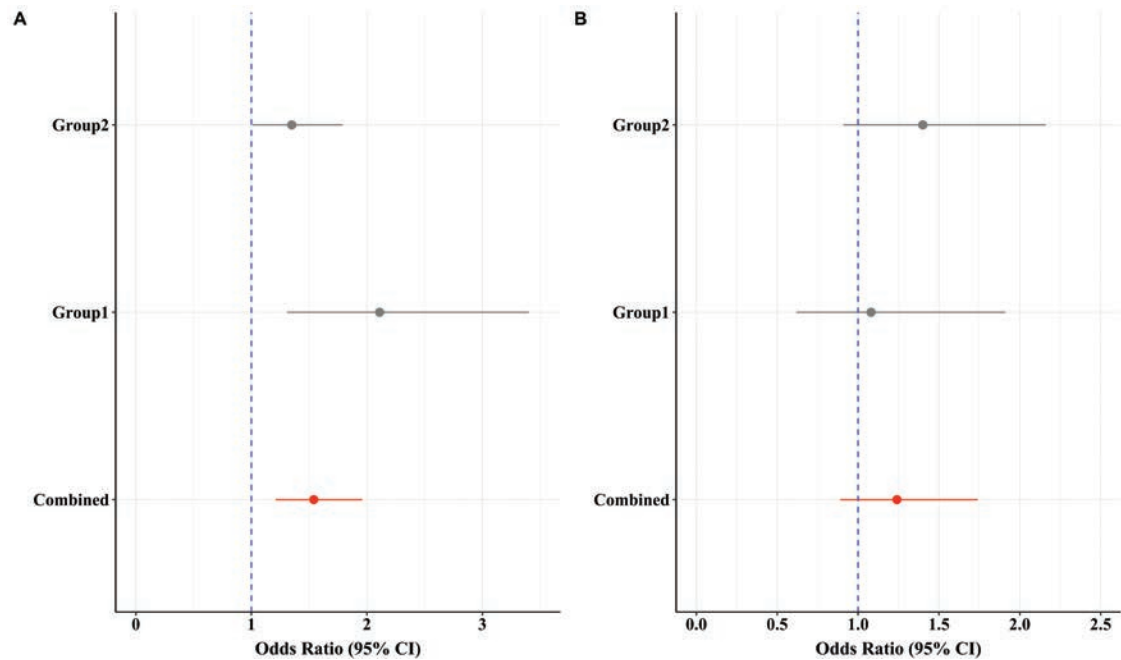 A
Group2
Group1
Combined
0 1 2 3
Odds Ratio (95% CI)
B
Group2
Group1
Combined
0.0 0.5 1.0 1.5 2.0 2.5
Odds Ratio (95% CI)